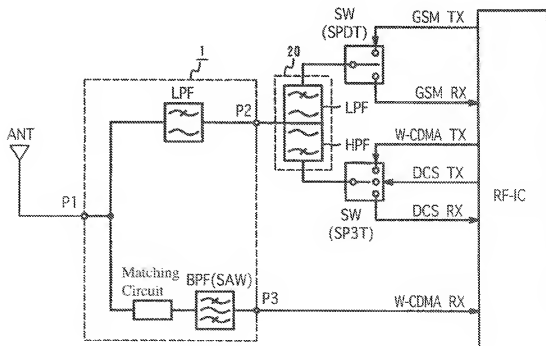 SW
(SPDT)
GSM TX
1
20
LPF
GSM RX
ANT
P2
LPF
W-CDMA TX
HPF
DCS TX
RF-IC
P1
SW
(SP3T)
DCS RX
Matching
Circuit
BPF(SAW)
P3
W-CDMA RX